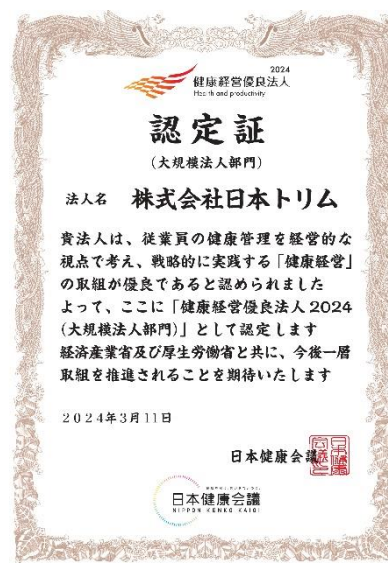 2024
健康経営優良法人
Health and productivity
認定証
(大規模法人部門)
法人名 株式会社日本トリム
貴法人は、従業員の健康管理を経営的な
視点で考え、戦略的に実践する「健康経営」
の取組が優良であると認められました
よって、ここに「健康経営優良法人2024
(大規模法人部門)」として認定します
経済産業省及び厚生労働省と共に、今後一層
取組を推進されることを期待いたします
2024年3月11日
日本健康会議
日本健康会議
NIPPON KENKO KAIGI